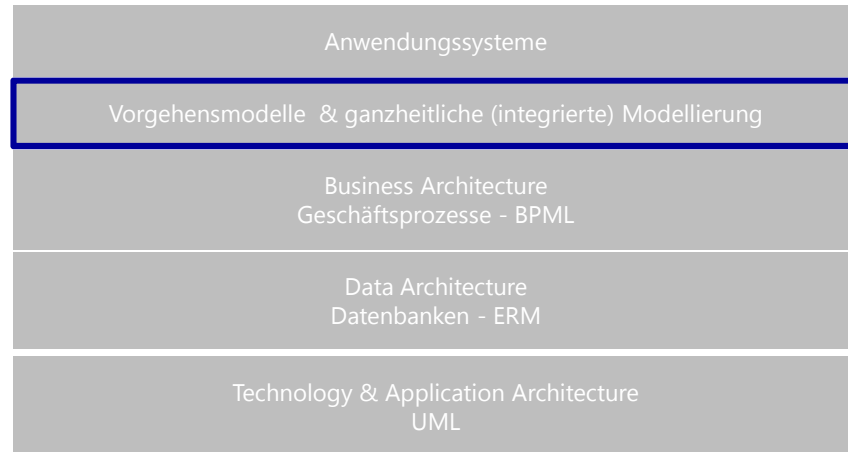 Anwendungssysteme
Vorgehensmodelle & ganzheitliche (integrierte) Modellierung
Business Architecture
Geschäftsprozesse - BPML
Data Architecture
Datenbanken - ERM
Technology & Application Architecture
UML